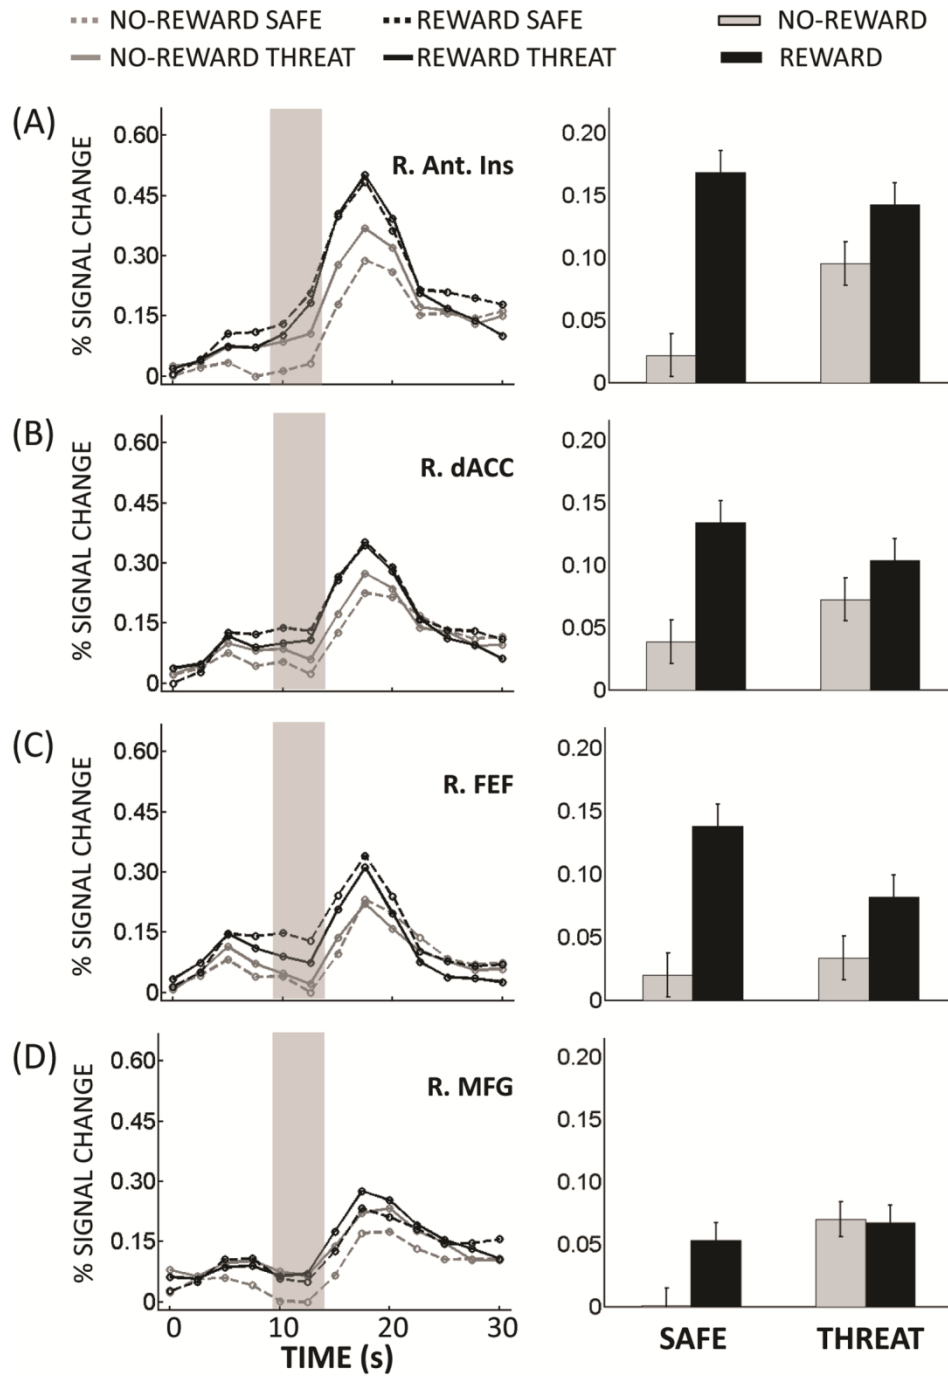 NO-REWARD SAFE REWARD SAFE NO-REWARD
NO-REWARD THREAT REWARD THREAT REWARD
(A)
% SIGNAL CHANGE
0.60
0.45
0.30
0.15
0
R. Ant. Ins
0.20
0.15
0.10
0.05
0
(B)
% SIGNAL CHANGE
0.60
0.45
0.30
0.15
0
R. dACC
0.20
0.15
0.10
0.05
0
(C)
% SIGNAL CHANGE
0.60
0.45
0.30
0.15
0
R. FEF
0.20
0.15
0.10
0.05
0
(D)
% SIGNAL CHANGE
0.60
0.45
0.30
0.15
0
R. MFG
0 10 20 30
TIME (s)
0.20
0.15
0.10
0.05
0
SAFE THREAT